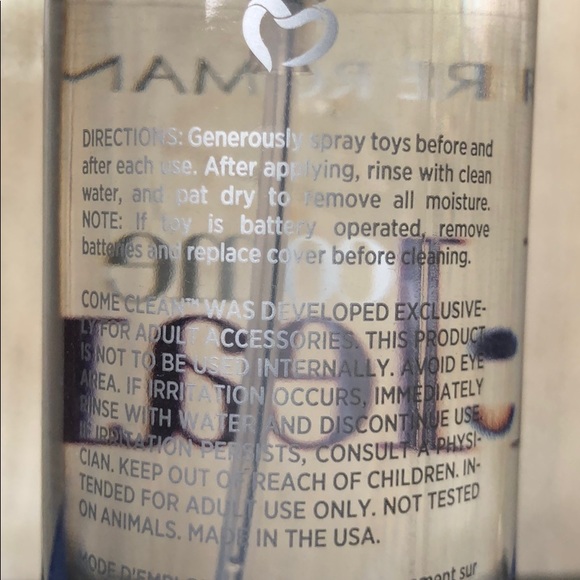 DIRECTIONS: Generously spray toys before and
after each use. After applying, rinse with clean
water, and pat dry to remove all moisture.
NOTE: If toy is battery operated, remove
batteries and replace cover before cleaning.
COME CLEAN™ WAS DEVELOPED EXCLUSIVE-
LY FOR ADULT ACCESSORIES. THIS PRODUCT
IS NOT TO BE USED INTERNALLY. AVOID EYE
AREA. IF IRRITATION OCCURS, IMMEDIATELY
RINSE WITH WATER AND DISCONTINUE USE.
IF IRRITATION PERSISTS, CONSULT A PHYSI-
CIAN. KEEP OUT OF REACH OF CHILDREN. IN-
TENDED FOR ADULT USE ONLY. NOT TESTED
ON ANIMALS. MADE IN THE USA.
MODE D'EMPLOI